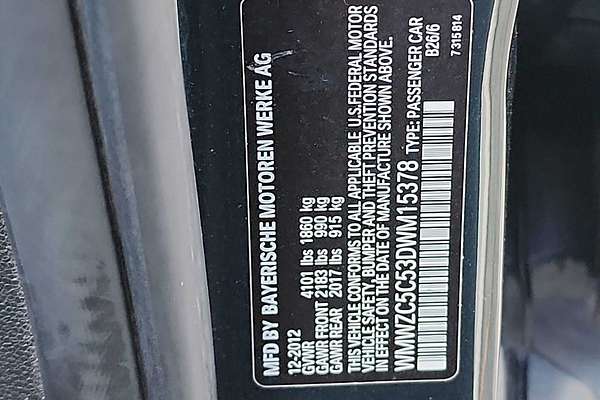 MFD BY BAYERISCHE MOTOREN WERKE AG
12-2012
GVWR 4101 lbs 1860 kg
GAWR FRONT 2183 lbs 990 kg
GAWR REAR 2017 lbs 915 kg
THIS VEHICLE CONFORMS TO ALL APPLICABLE U.S. FEDERAL MOTOR
VEHICLE SAFETY, BUMPER AND THEFT PREVENTION STANDARDS
IN EFFECT ON THE DATE OF MANUFACTURE SHOWN ABOVE.
WMWZC5C53DWM15378 TYPE: PASSENGER CAR
B26/6
7315814